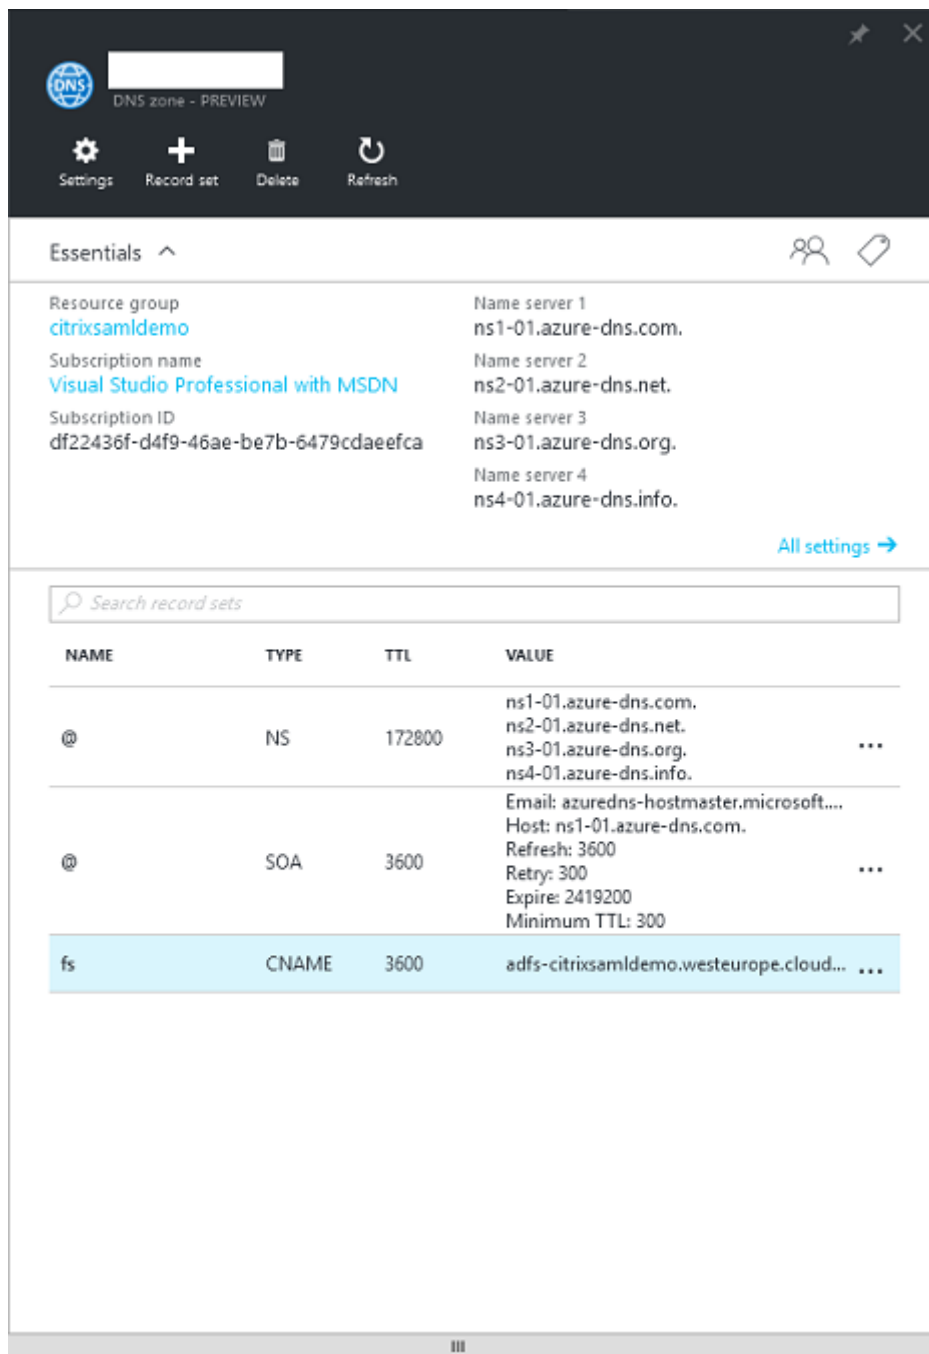 DNS
DNS zone - PREVIEW
Settings
Record set
Delete
Refresh
Essentials
Resource group
citrixsamldemo
Subscription name
Visual Studio Professional with MSDN
Subscription ID
df22436f-d4f9-46ae-be7b-6479cdaeefca
Name server 1
ns1-01.azure-dns.com.
Name server 2
ns2-01.azure-dns.net.
Name server 3
ns3-01.azure-dns.org.
Name server 4
ns4-01.azure-dns.info.
All settings →
Search record sets
NAME TYPE TTL VALUE
ns1-01.azure-dns.com.
ns2-01.azure-dns.net.
@ NS 172800 ...
ns3-01.azure-dns.org.
ns4-01.azure-dns.info.
Email: azuredns-hostmaster.microsoft....
Host: ns1-01.azure-dns.com.
Refresh: 3600
@ SOA 3600 ...
Retry: 300
Expire: 2419200
Minimum TTL: 300
fs CNAME 3600 adfs-citrixsamldemo.westeurope.cloud... ...